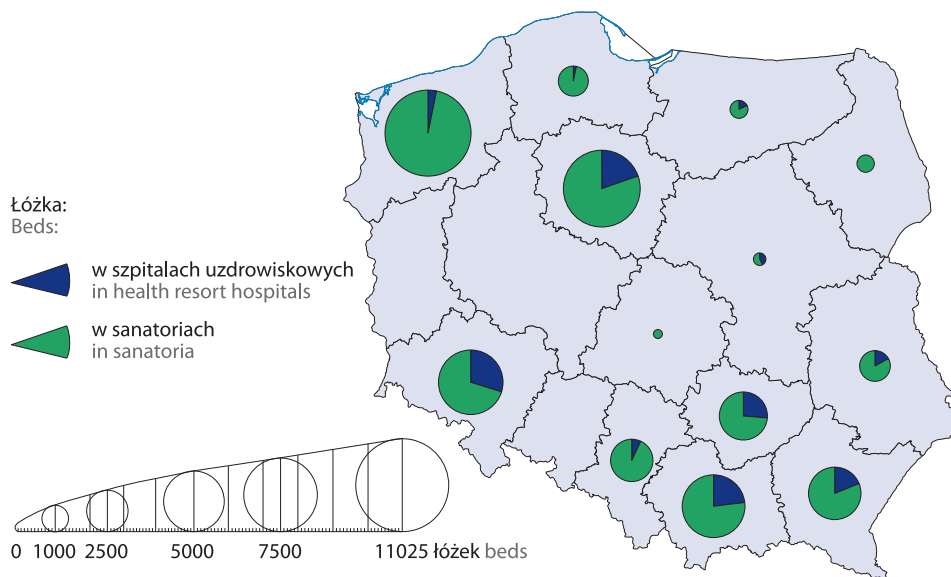 Łóżka:
Beds:
w szpitalach uzdrowiskowych
in health resort hospitals
w sanatoriach
in sanatoria
0 1000 2500 5000 7500 11025 łóżek beds